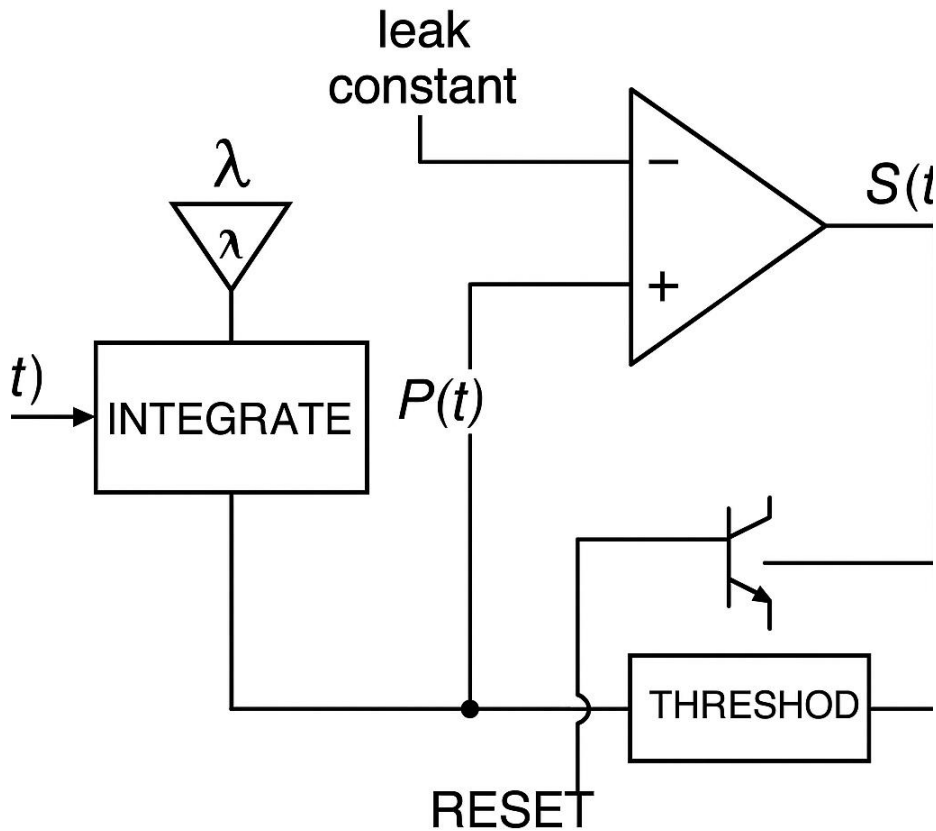 leak
constant
λ
λ
−
S(t
+
t)
INTEGRATE
P(t)
THRESHOD
RESET